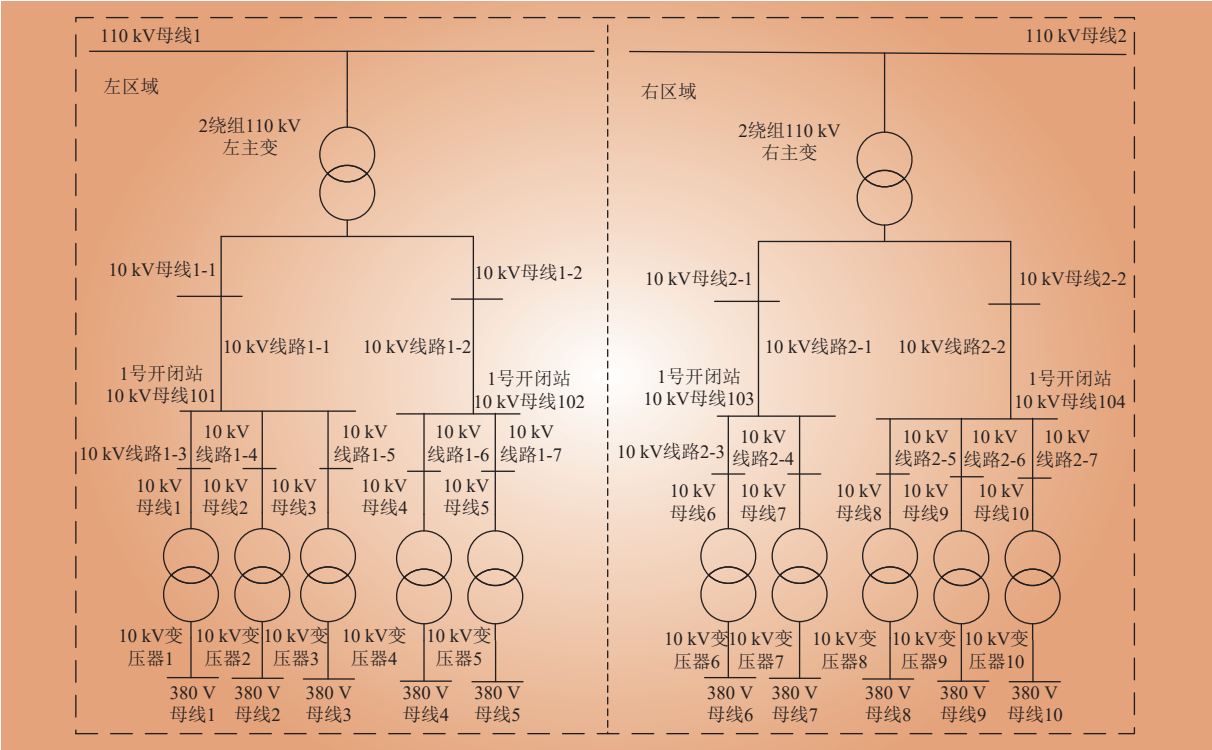 110 kV母线1
110 kV母线2
左区域
右区域
2绕组110 kV
左主变
2绕组110 kV
右主变
10 kV母线1-1
10 kV母线1-2
10 kV母线2-1
10 kV母线2-2
10 kV线路1-1
10 kV线路1-2
10 kV线路2-1
10 kV线路2-2
1号开闭站
10 kV母线101
1号开闭站
10 kV母线102
1号开闭站
10 kV母线103
1号开闭站
10 kV母线104
10 kV线路1-3
10 kV
线路1-4
10 kV
线路1-5
10 kV
线路1-6
10 kV
线路1-7
10 kV线路2-3
10 kV
线路2-4
10 kV
线路2-5
10 kV
线路2-6
10 kV
线路2-7
10 kV
母线1
10 kV
母线2
10 kV
母线3
10 kV
母线4
10 kV
母线5
10 kV
母线6
10 kV
母线7
10 kV
母线8
10 kV
母线9
10 kV
母线10
10 kV变
压器1
10 kV变
压器2
10 kV变
压器3
10 kV变
压器4
10 kV变
压器5
10 kV变
压器6
10 kV变
压器7
10 kV变
压器8
10 kV变
压器9
10 kV变
压器10
380 V
母线1
380 V
母线2
380 V
母线3
380 V
母线4
380 V
母线5
380 V
母线6
380 V
母线7
380 V
母线8
380 V
母线9
380 V
母线10